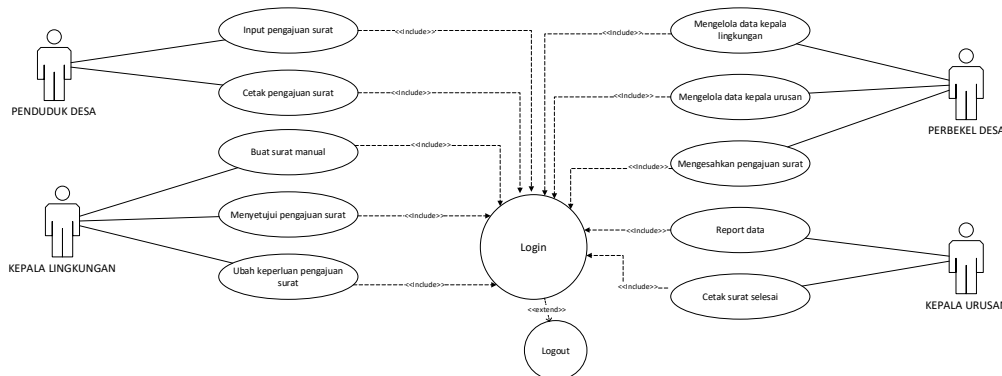 Input pengajuan surat
<<Include>>
Cetak pengajuan surat
<<Include>>
PENDUDUK DESA
Buat surat manual
<<Include>>
Menyetujui pengajuan surat
<<Include>>
Ubah keperluan pengajuan
surat
<<Include>>
KEPALA LINGKUNGAN
Login
<<extend>>
Logout
Mengelola data kepala
lingkungan
<<Include>>
Mengelola data kepala urusan
<<Include>>
Mengesahkan pengajuan surat
<<Include>>
PERBEKEL DESA
Report data
<<Include>>
Cetak surat selesai
<<Include>>
KEPALA URUSAN